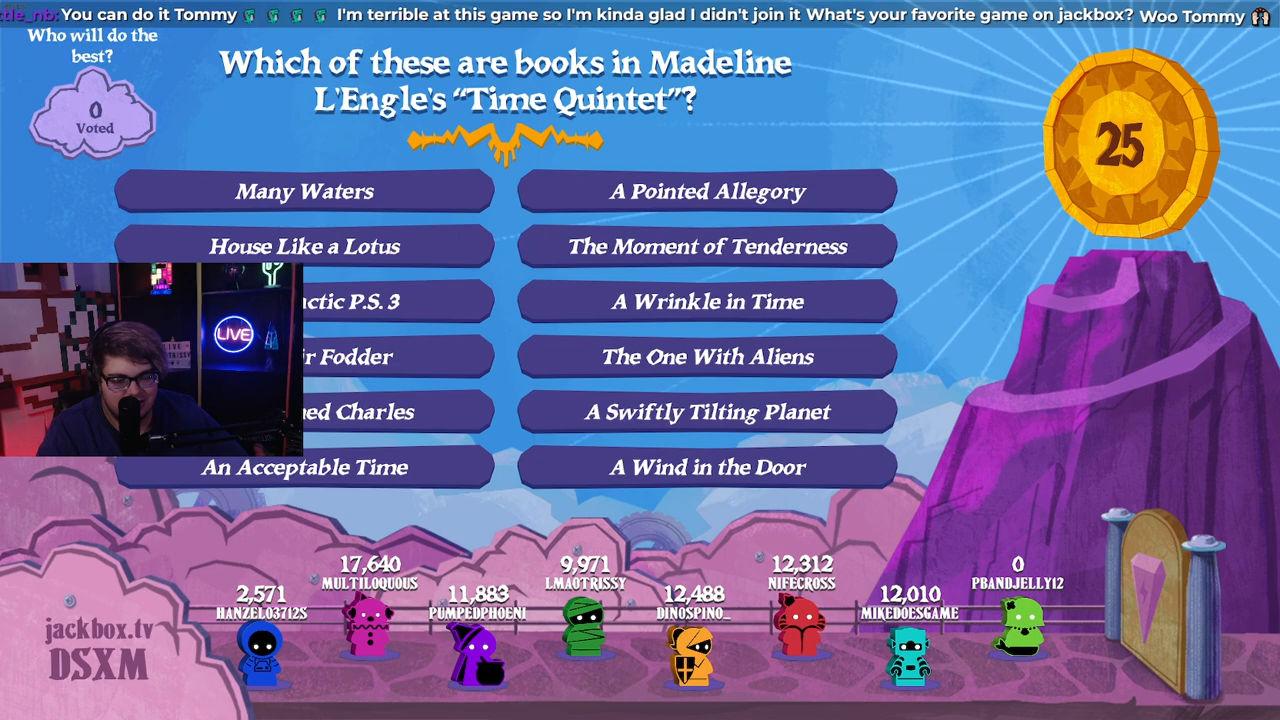 You can do it Tommy I'm terrible at this game so I'm kinda glad I didn't join it What's your favorite game on jackbox? Woo Tommy
Who will do the
best?
0
Voted
Which of these are books in Madeline
L'Engle's “Time Quintet”?
25
Many Waters
A Pointed Allegory
House Like a Lotus
The Moment of Tenderness
P.S. 3
A Wrinkle in Time
Fodder
The One With Aliens
Charles
A Swiftly Tilting Planet
An Acceptable Time
A Wind in the Door
LIVE
2,571
HANZEL03712S
17,640
MULTILOQUOUS
11,883
PUMPEDPHOENI
9,971
LMAOTRISSY
12,488
DINOSPINO_
12,312
NIFECROSS
12,010
MIKEDOESGAME
0
PBANDJELLY12
jackbox.tv
DSXM